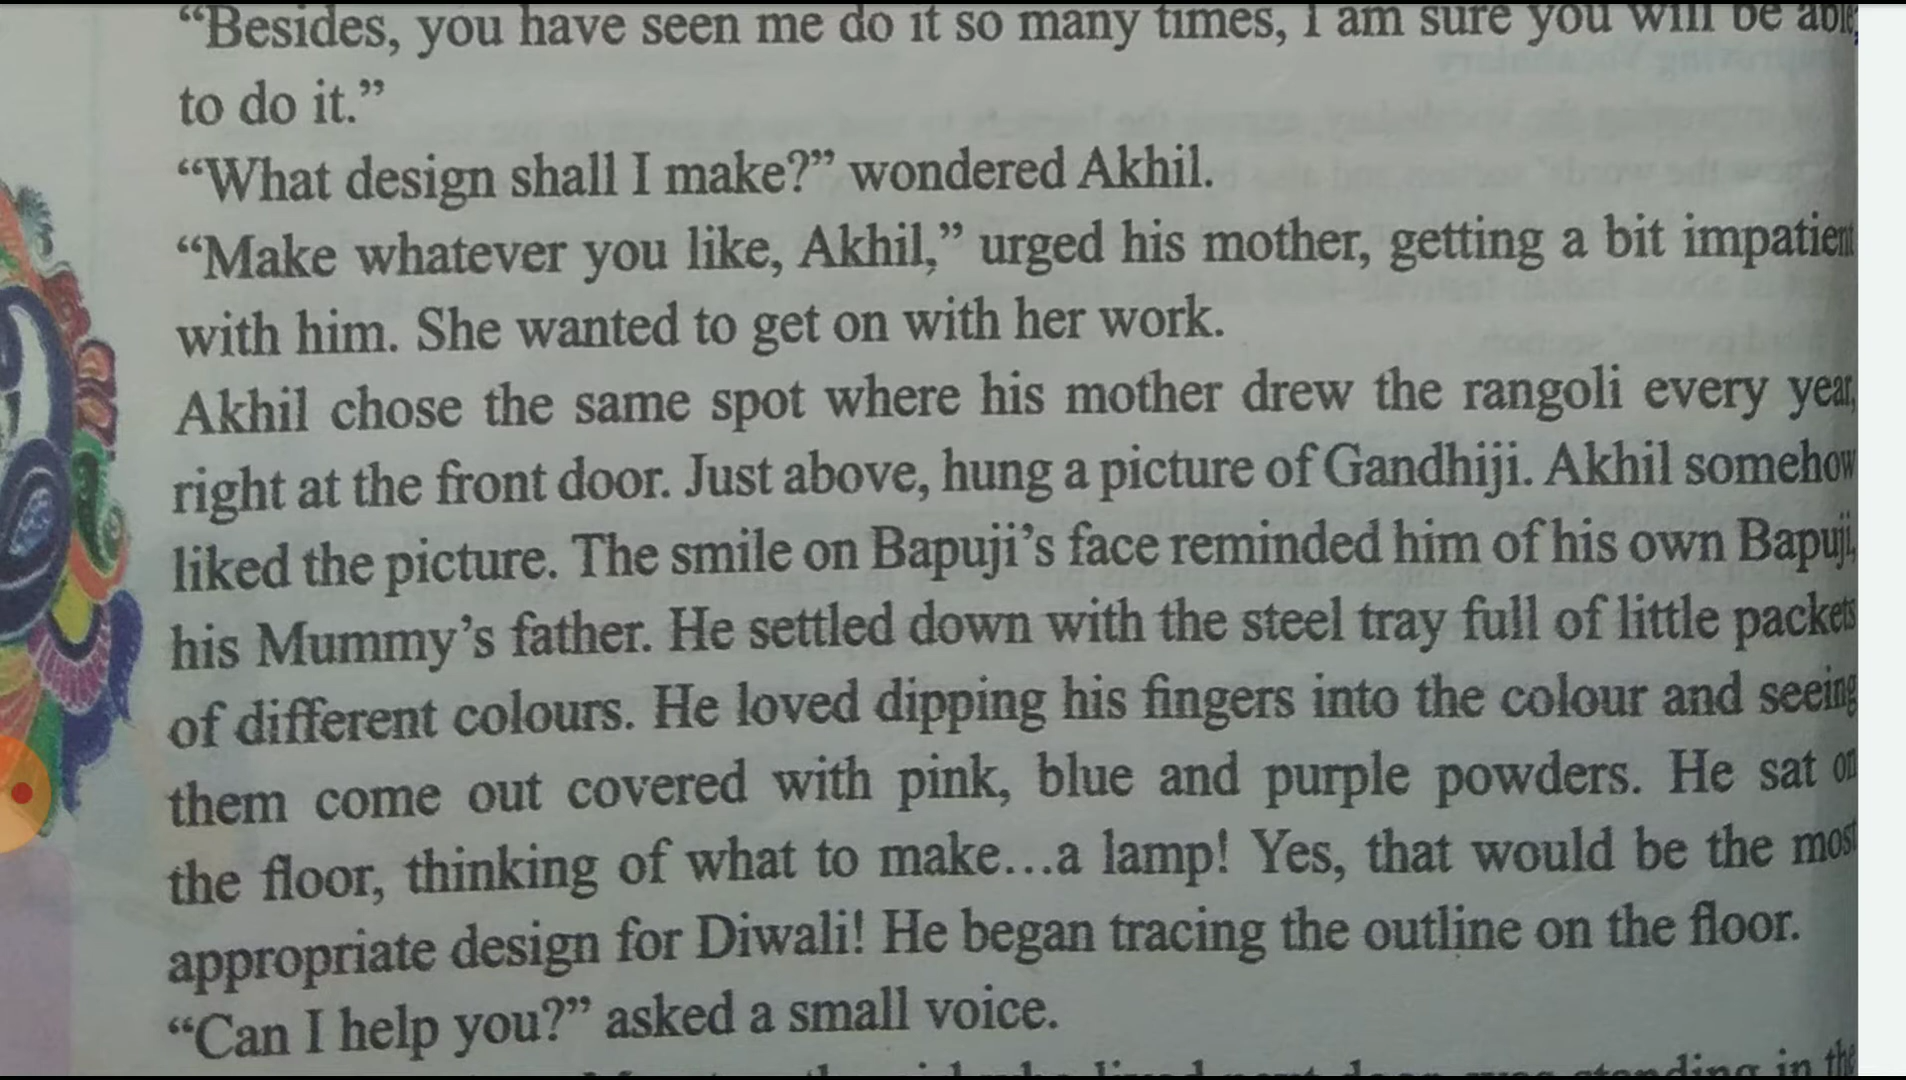 “Besides, you have seen me do it so many times, I am sure you will be able
to do it.”
“What design shall I make?” wondered Akhil.
“Make whatever you like, Akhil,” urged his mother, getting a bit impatient
with him. She wanted to get on with her work.
Akhil chose the same spot where his mother drew the rangoli every year,
right at the front door. Just above, hung a picture of Gandhiji. Akhil somehow
liked the picture. The smile on Bapuji’s face reminded him of his own Bapuji,
his Mummy’s father. He settled down with the steel tray full of little packets
of different colours. He loved dipping his fingers into the colour and seeing
them come out covered with pink, blue and purple powders. He sat on
the floor, thinking of what to make...a lamp! Yes, that would be the most
appropriate design for Diwali! He began tracing the outline on the floor.
“Can I help you?” asked a small voice.
standing in the